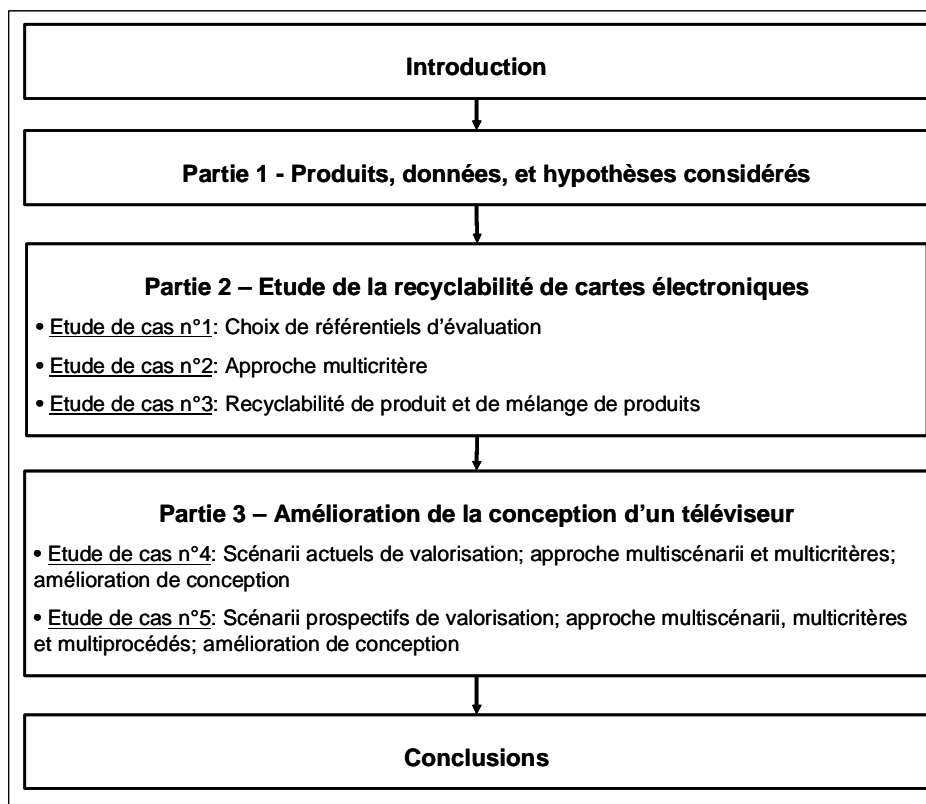 Introduction
Partie 1 - Produits, données, et hypothèses considérés
Partie 2 – Etude de la recyclabilité de cartes électroniques
• Etude de cas n°1: Choix de référentiels d'évaluation
• Etude de cas n°2: Approche multicritère
• Etude de cas n°3: Recyclabilité de produit et de mélange de produits
Partie 3 – Amélioration de la conception d'un téléviseur
• Etude de cas n°4: Scénarii actuels de valorisation; approche multiscénarii et multicritères;
amélioration de conception
• Etude de cas n°5: Scénarii prospectifs de valorisation; approche multiscénarii, multicritères
et multiprocédés; amélioration de conception
Conclusions